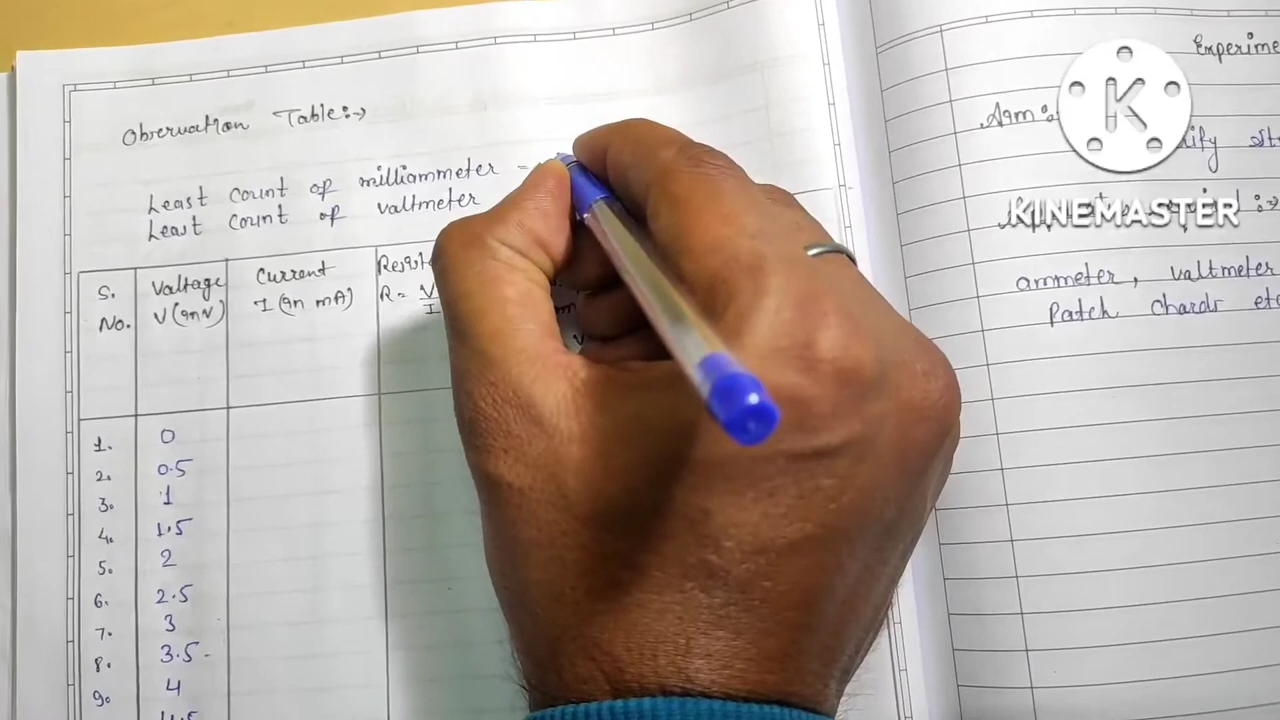 Obervation Table:→
Least count of milliammeter =
Least count of valtmeter
S. No.
Valtage V (in V)
Current I (in mA)
R = V/I
1. 0
2. 0.5
3. 1
4. 1.5
5. 2
6. 2.5
7. 3
8. 3.5
9. 4
4.5
Experime
Aim:
KINEMASTER
ammeter, valtmeter
Patch chards etc